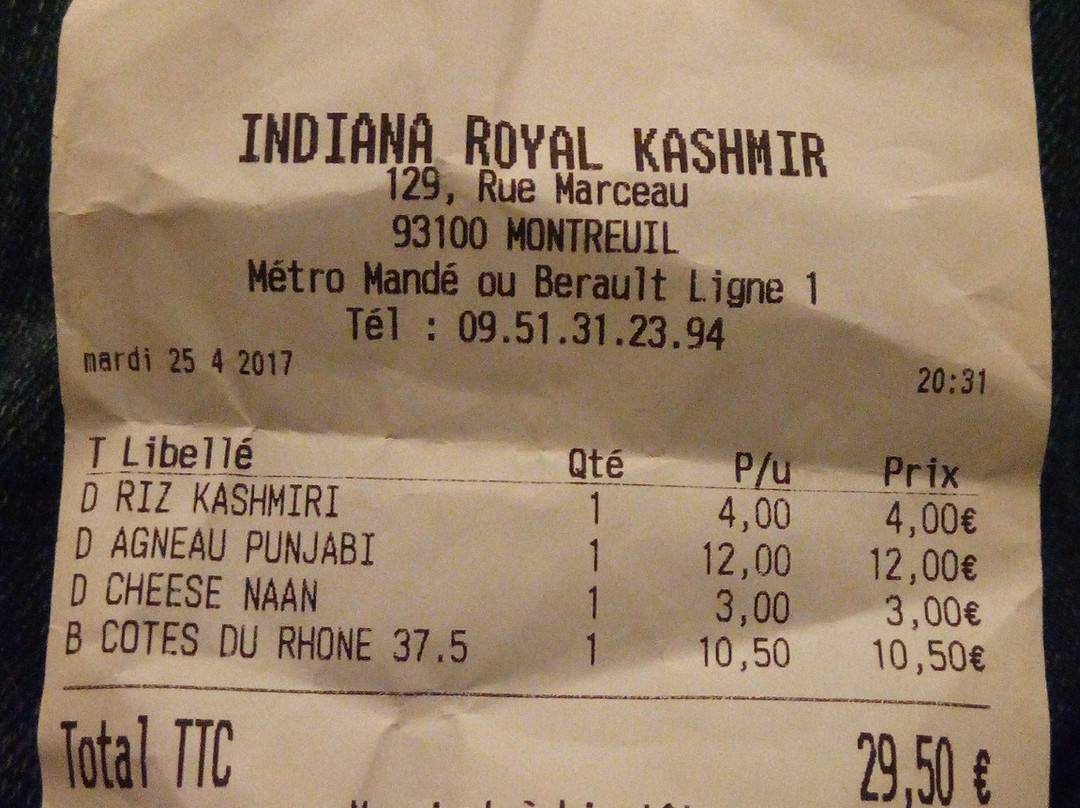 INDIANA ROYAL KASHMIR
129, Rue Marceau
93100 MONTREUIL
Métro Mandé ou Berault Ligne 1
Tél : 09.51.31.23.94
mardi 25 4 2017 20:31
T Libellé Qté P/u Prix
D RIZ KASHMIRI 1 4,00 4,00€
D AGNEAU PUNJABI 1 12,00 12,00€
D CHEESE NAAN 1 3,00 3,00€
B COTES DU RHONE 37.5 1 10,50 10,50€
Total TTC 29,50 €